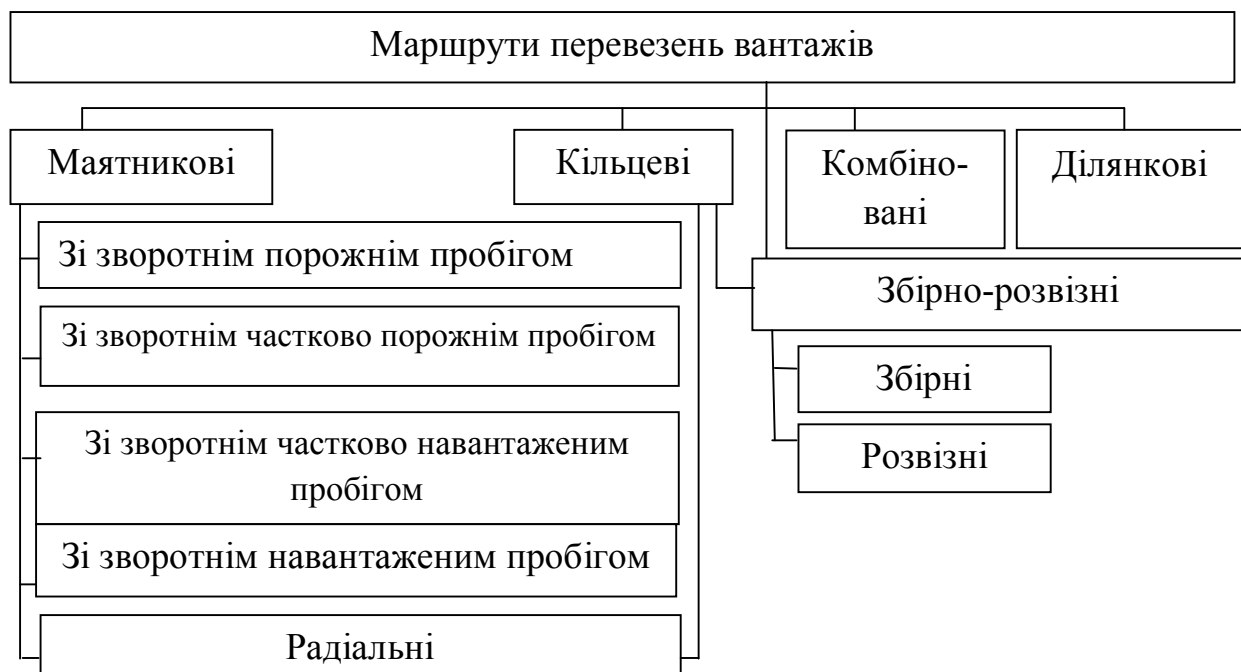 Маршрути перевезень вантажів
Маятникові
Кільцеві
Комбіно-
вані
Ділянкові
Зі зворотнім порожнім пробігом
Збірно-розвізні
Зі зворотнім частково порожнім пробігом
Збірні
Зі зворотнім частково навантаженим
пробігом
Розвізні
Зі зворотнім навантаженим пробігом
Радіальні